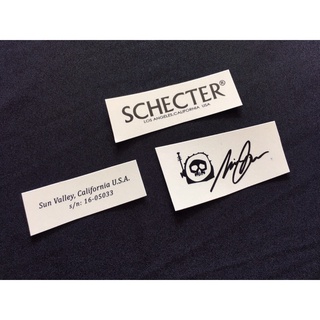 SCHECTER®
LOS ANGELES, CALIFORNIA USA
Sun Valley, California U.S.A.
s/n: 16-05033